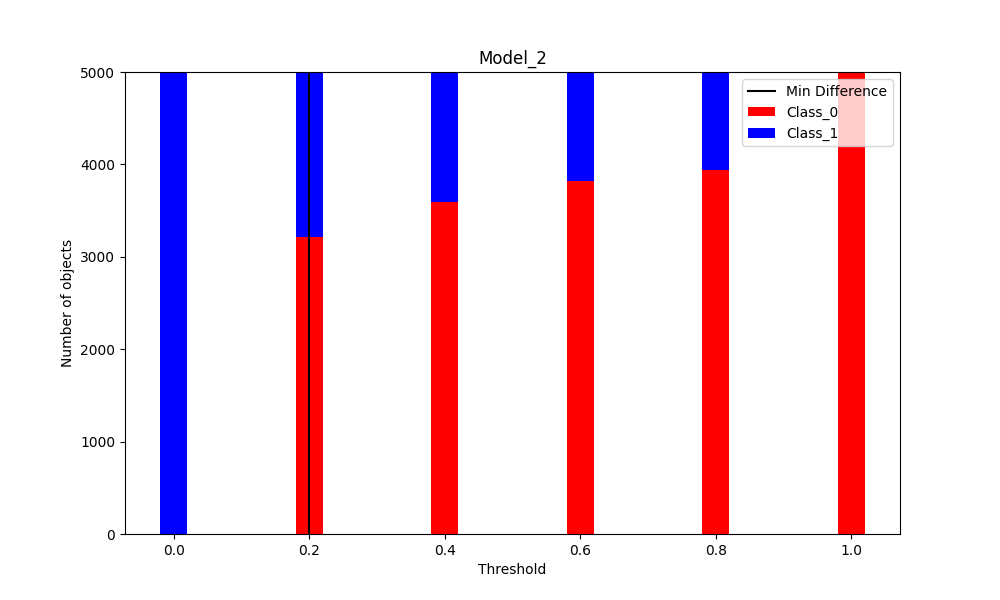 Model_2
5000
4000
3000
2000
1000
0
Number of objects
Min Difference
Class_0
Class_1
0.0 0.2 0.4 0.6 0.8 1.0
Threshold